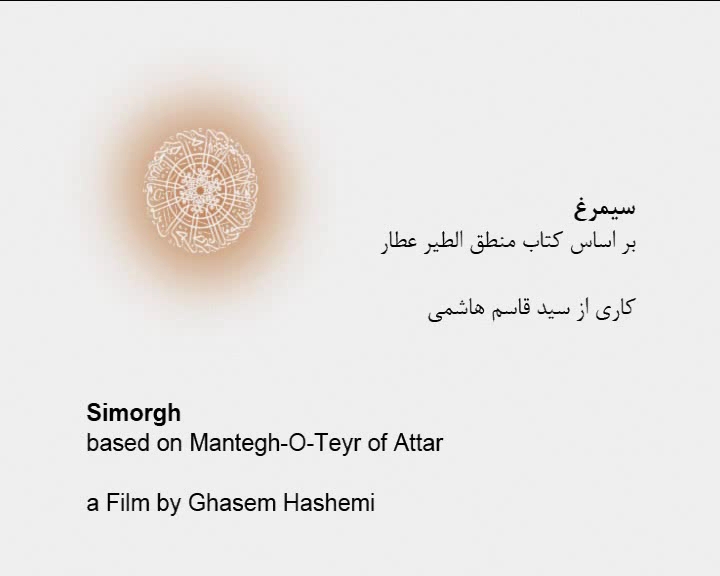 سیمرغ
بر اساس کتاب منطق الطیر عطار
کاری از سید قاسم هاشمی
Simorgh
based on Mantegh-O-Teyr of Attar
a Film by Ghasem Hashemi